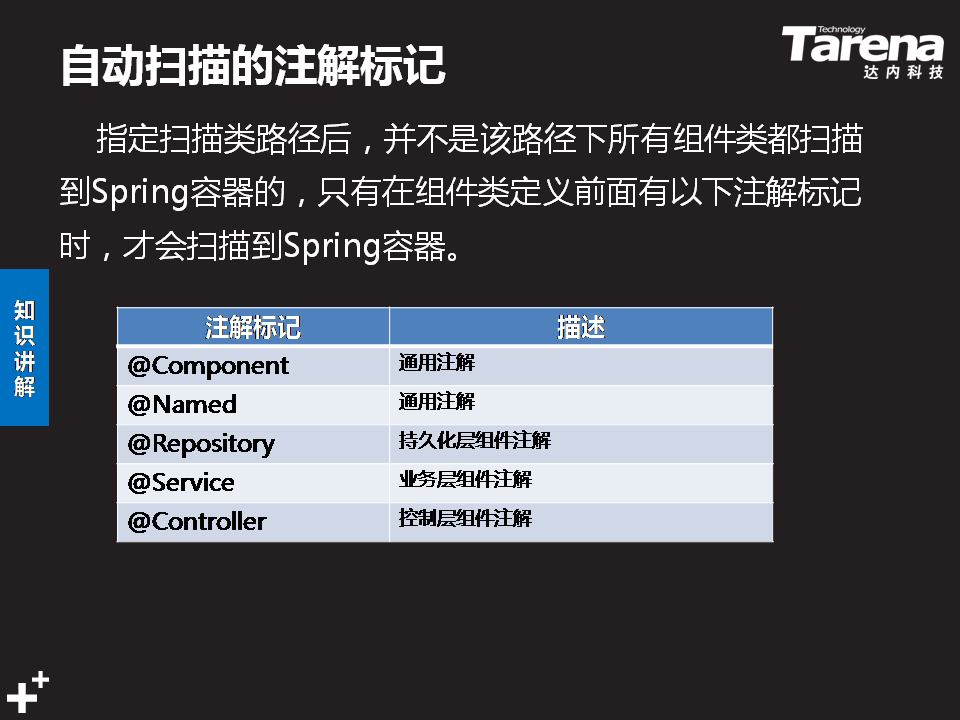 自动扫描的注解标记
Technology
Tarena
达内科技
指定扫描类路径后，并不是该路径下所有组件类都扫描
到Spring容器的，只有在组件类定义前面有以下注解标记
时，才会扫描到Spring容器。
知识讲解
注解标记 描述
@Component 通用注解
@Named 通用注解
@Repository 持久化层组件注解
@Service 业务层组件注解
@Controller 控制层组件注解